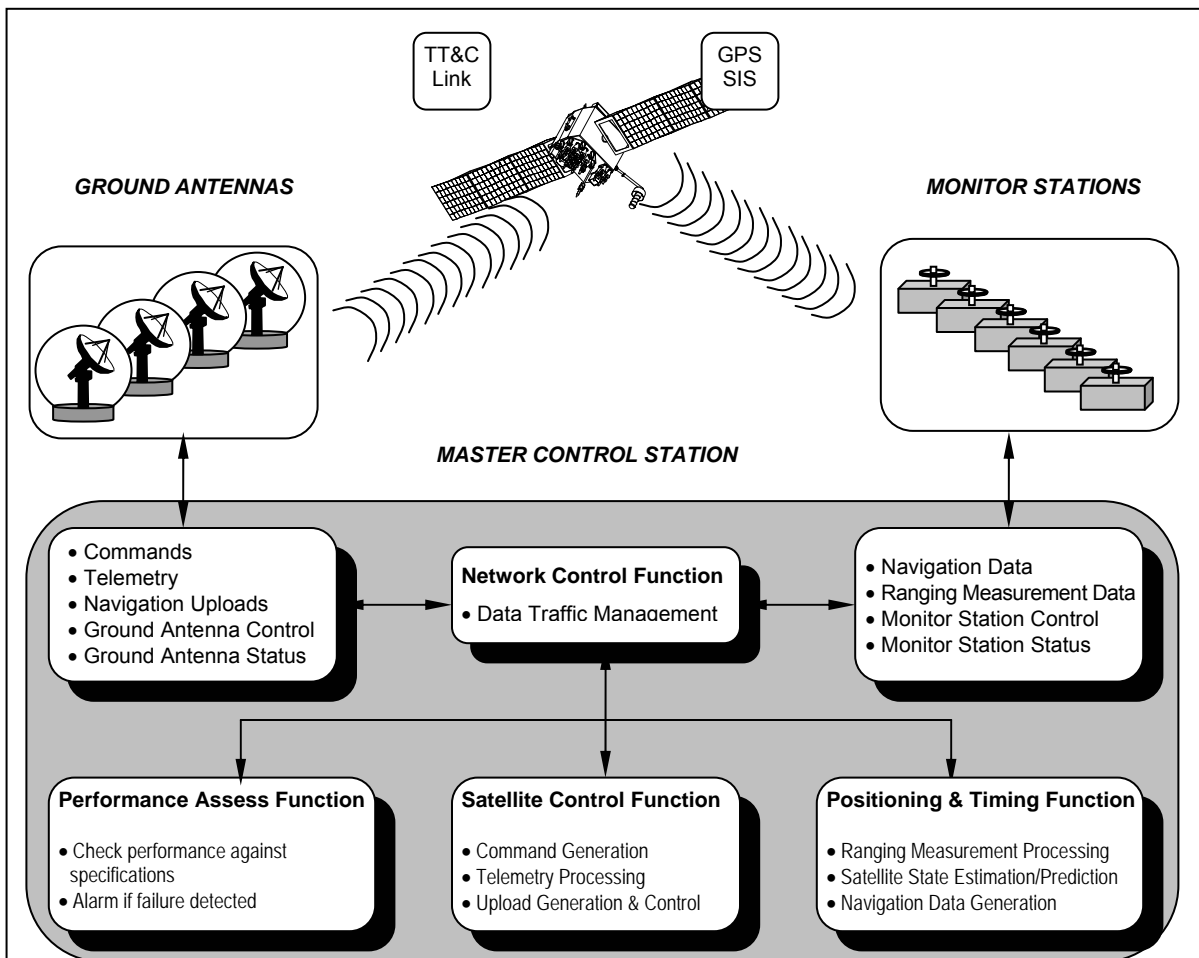 TT&C
Link
GPS
SIS
GROUND ANTENNAS
MONITOR STATIONS
MASTER CONTROL STATION
• Commands
• Telemetry
• Navigation Uploads
• Ground Antenna Control
• Ground Antenna Status
Network Control Function
• Data Traffic Management
• Navigation Data
• Ranging Measurement Data
• Monitor Station Control
• Monitor Station Status
Performance Assess Function
• Check performance against
specifications
• Alarm if failure detected
Satellite Control Function
• Command Generation
• Telemetry Processing
• Upload Generation & Control
Positioning & Timing Function
• Ranging Measurement Processing
• Satellite State Estimation/Prediction
• Navigation Data Generation